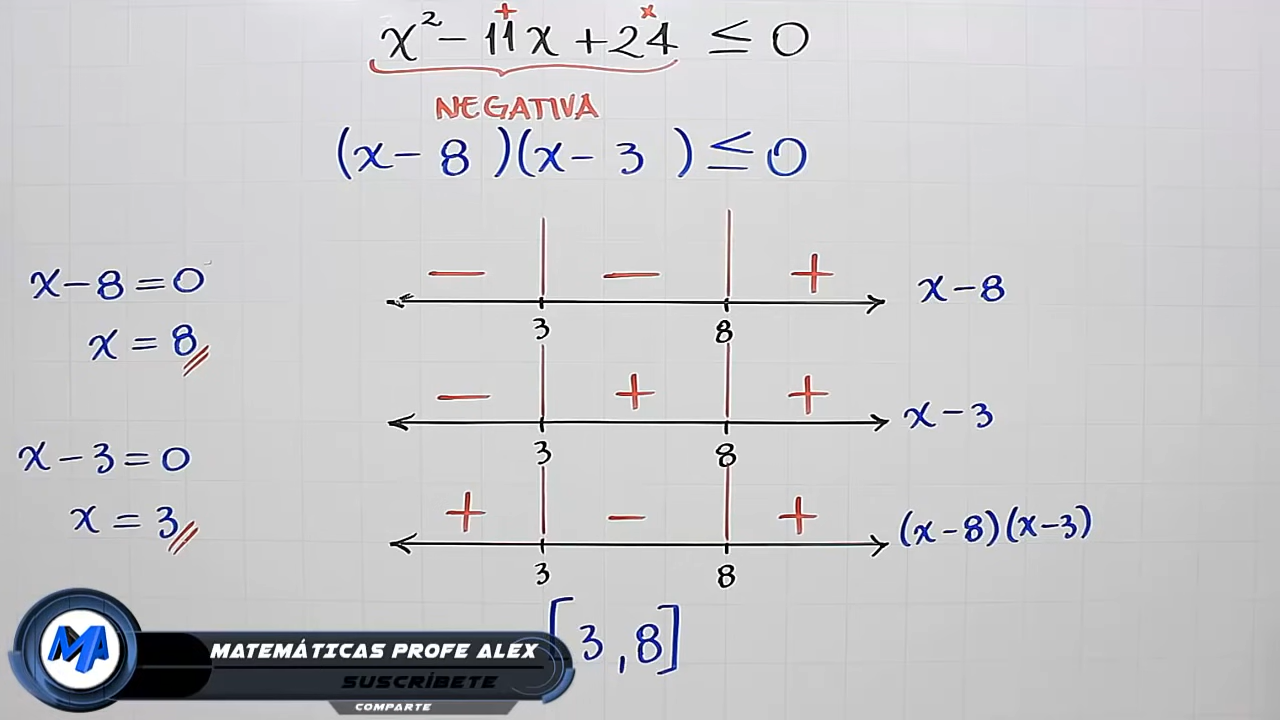 + x
x² - 11x + 24 ≤ 0
NEGATIVA
(x - 8)(x - 3) ≤ 0
x - 8 = 0
x = 8
x - 3 = 0
x = 3
- - +
x - 8
3 8
- + +
x - 3
3 8
+ - +
(x - 8)(x - 3)
3 8
[3, 8]
MA
MATEMÁTICAS PROFE ALEX
SUSCRÍBETE
COMPARTE